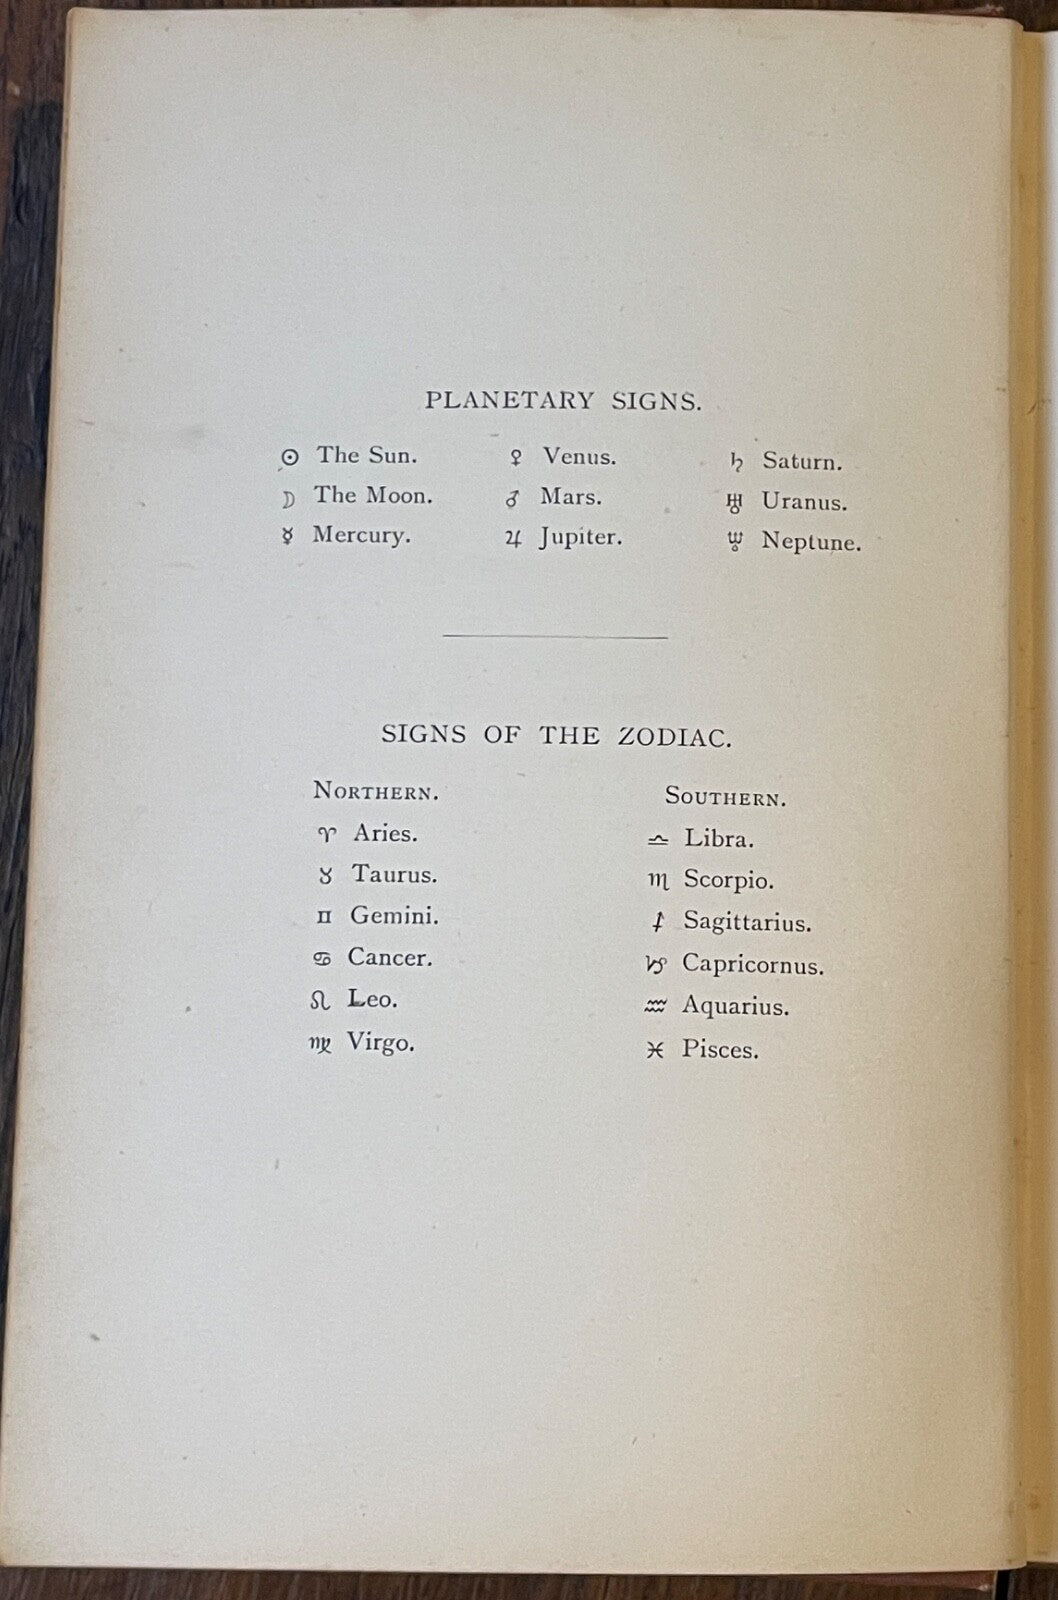 PLANETARY SIGNS.
☉ The Sun. ♀ Venus. ♄ Saturn.
☽ The Moon. ♂ Mars. ♅ Uranus.
☿ Mercury. ♃ Jupiter. ♆ Neptune.
SIGNS OF THE ZODIAC.
NORTHERN. SOUTHERN.
♈ Aries. ♎ Libra.
♉ Taurus. ♏ Scorpio.
♊ Gemini. ♐ Sagittarius.
♋ Cancer. ♑ Capricornus.
♌ Leo. ♒ Aquarius.
♍ Virgo. ♓ Pisces.